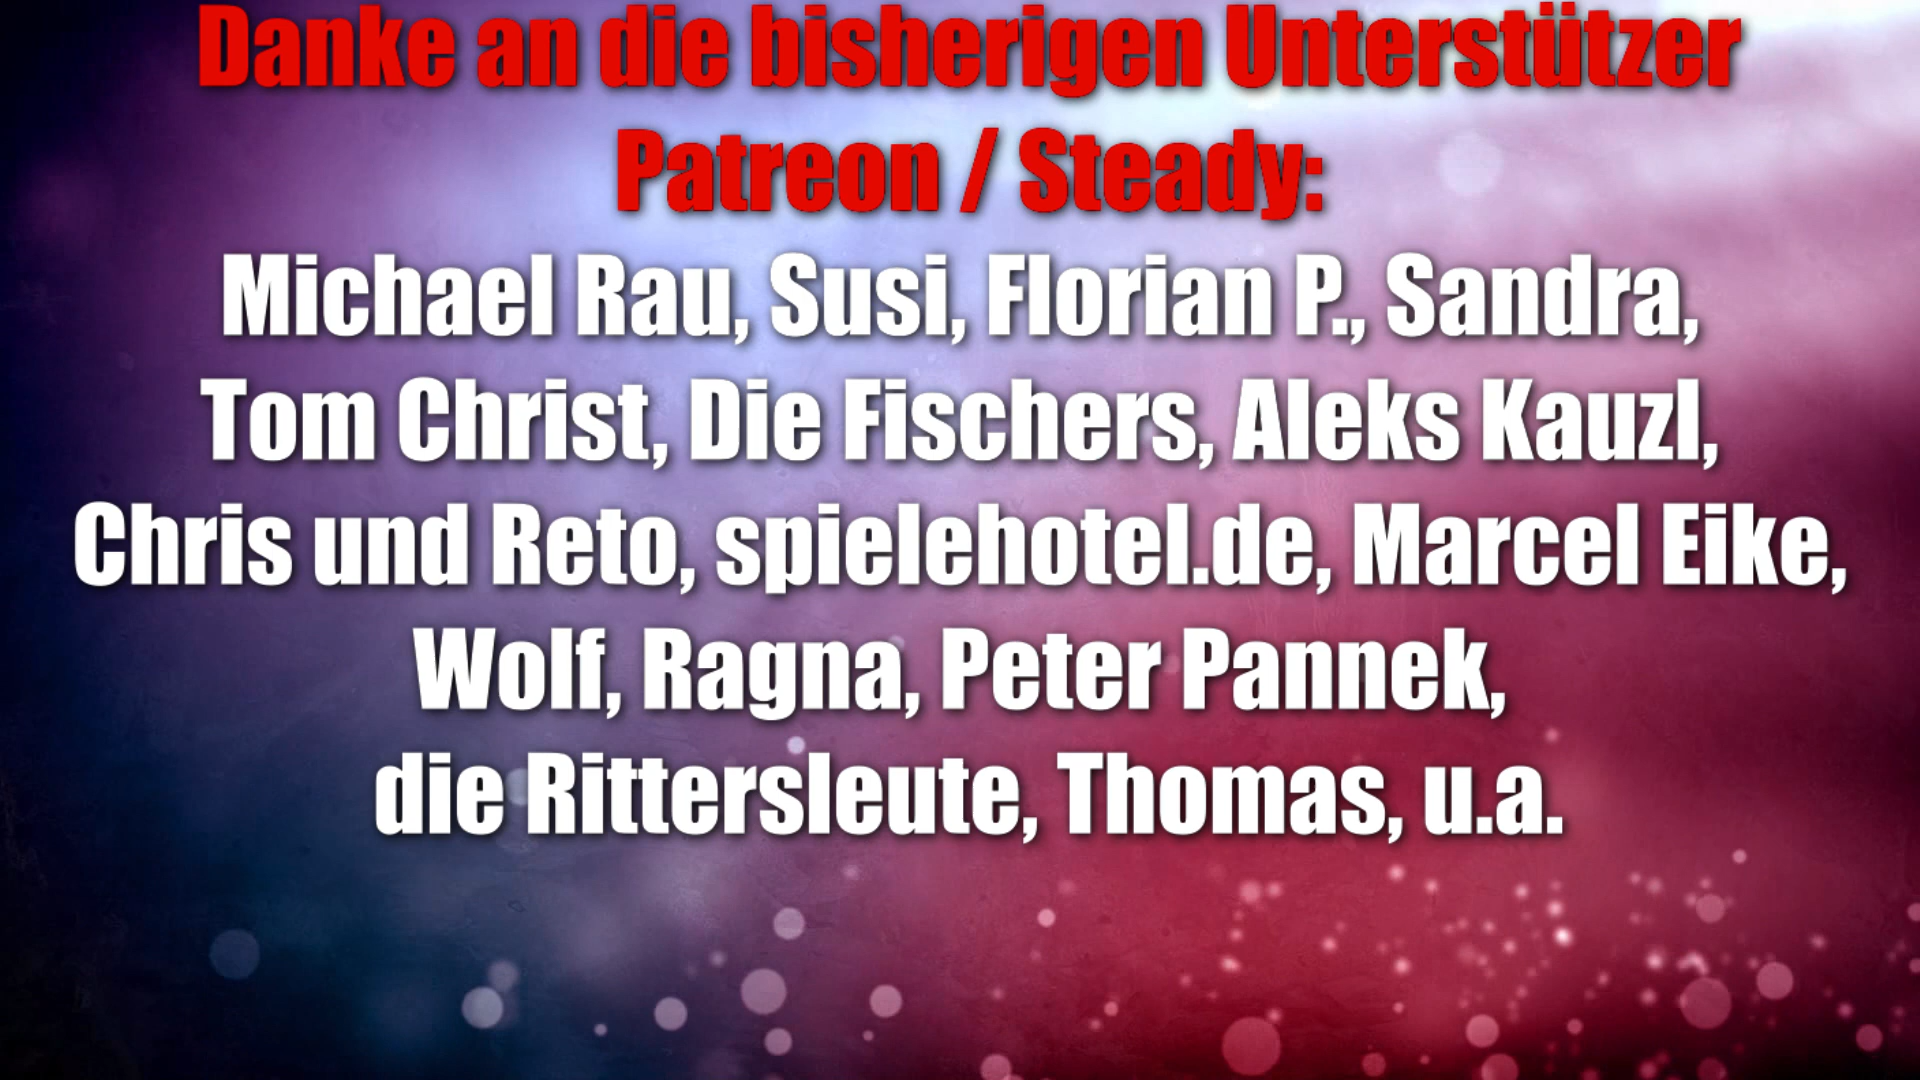 Danke an die bisherigen Unterstützer
Patreon / Steady:
Michael Rau, Susi, Florian P., Sandra,
Tom Christ, Die Fischers, Aleks Kauzl,
Chris und Reto, spielehotel.de, Marcel Eike,
Wolf, Ragna, Peter Pannek,
die Rittersleute, Thomas, u.a.